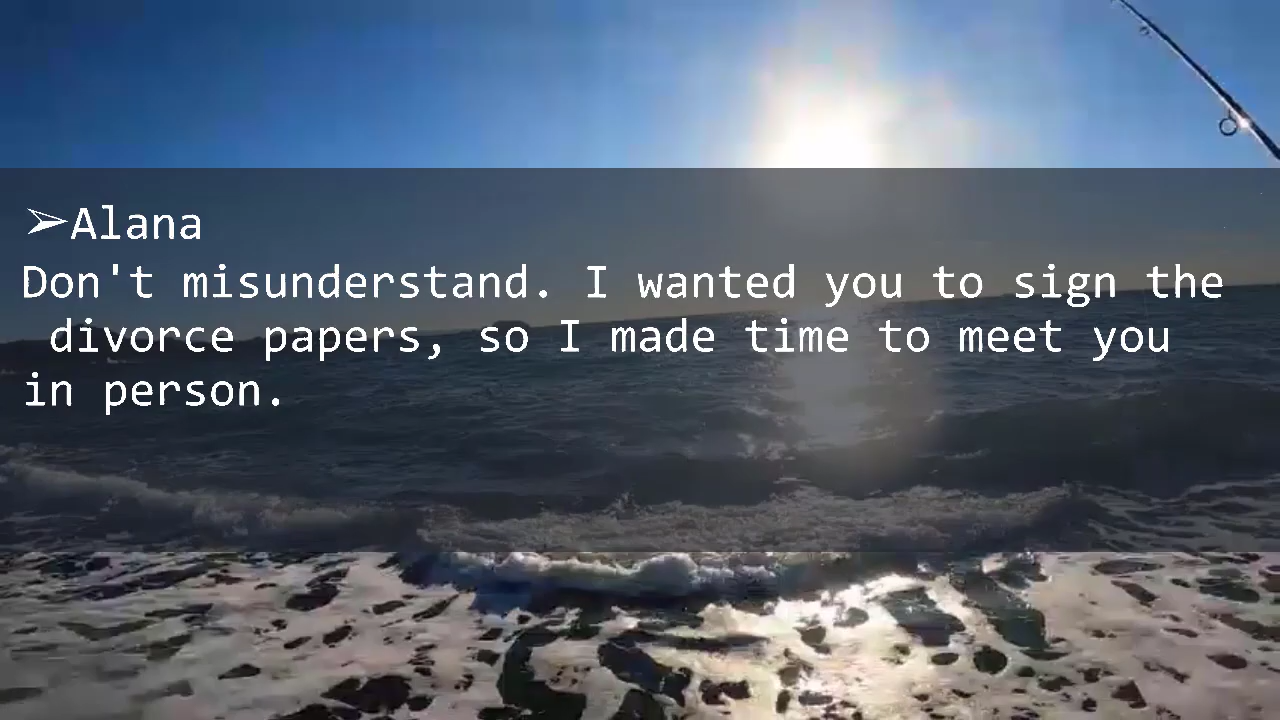 ➢Alana
Don't misunderstand. I wanted you to sign the
divorce papers, so I made time to meet you
in person.